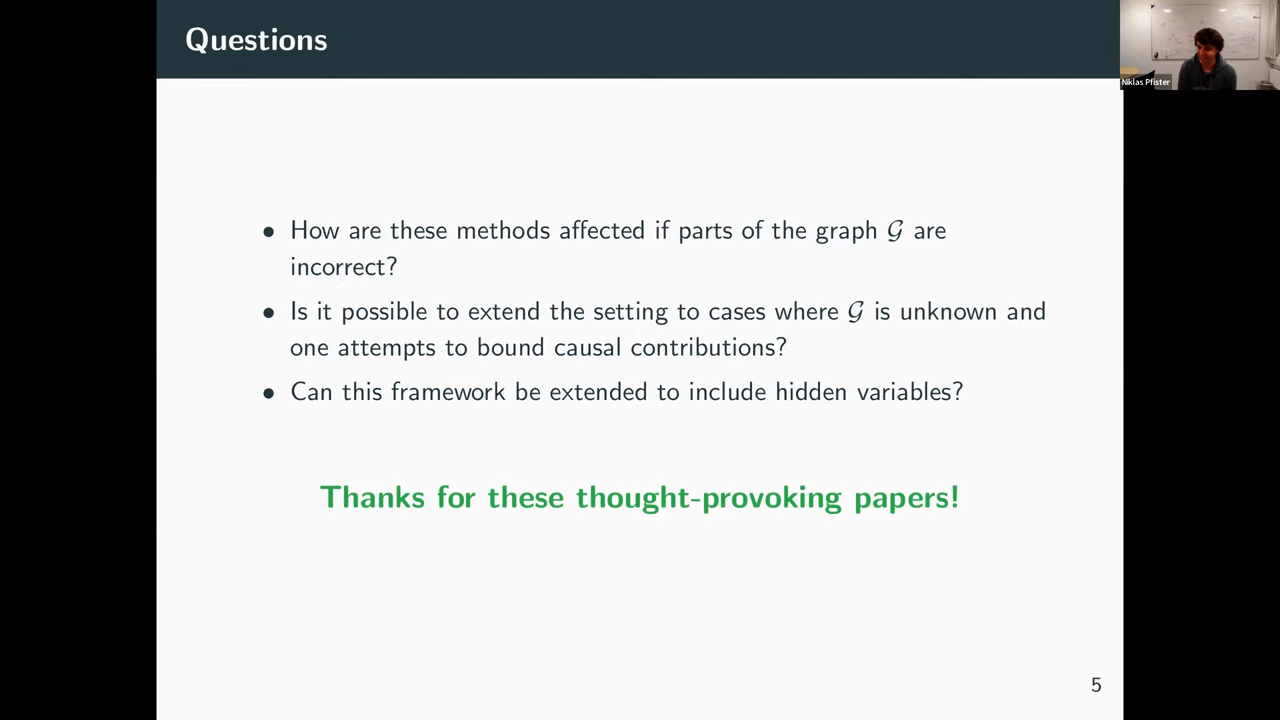 Questions
Niklas Pfister
• How are these methods affected if parts of the graph 𝒢 are
incorrect?
• Is it possible to extend the setting to cases where 𝒢 is unknown and
one attempts to bound causal contributions?
• Can this framework be extended to include hidden variables?
Thanks for these thought-provoking papers!
5